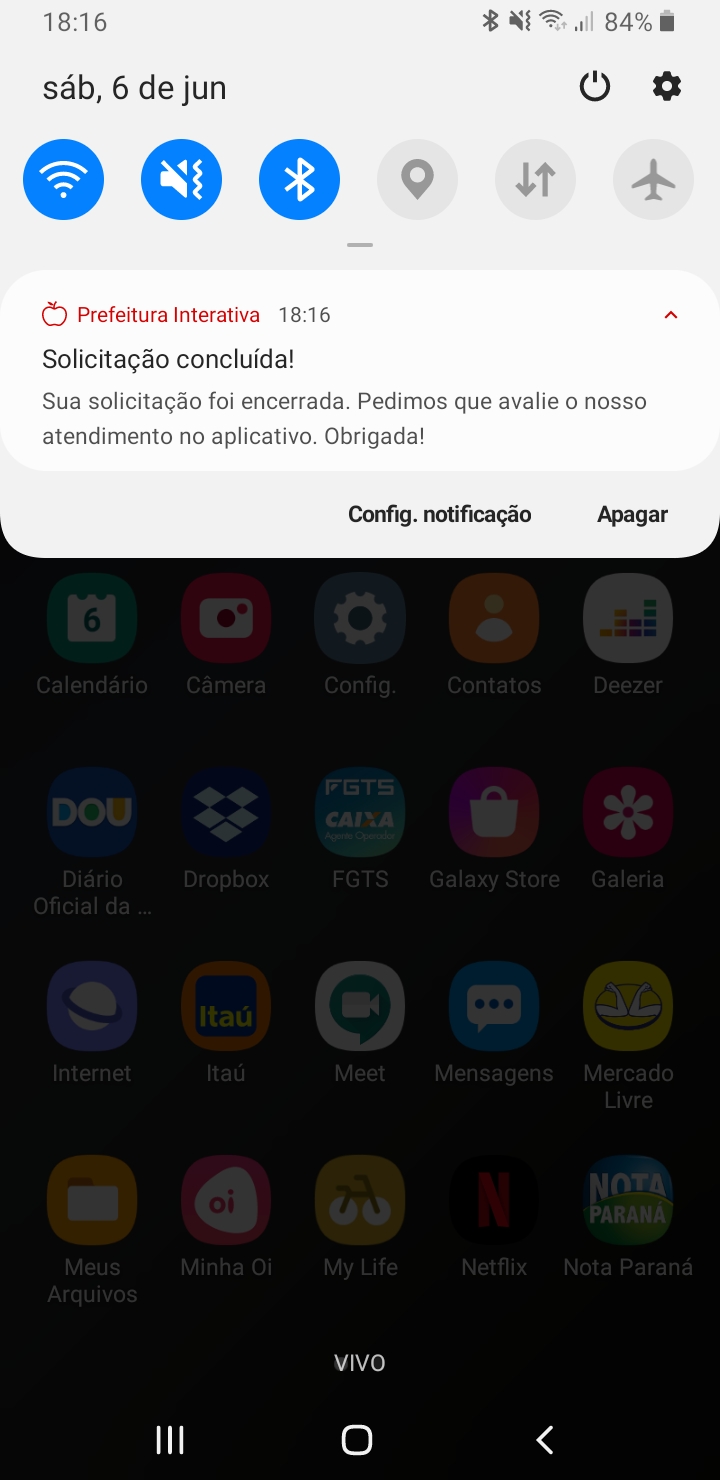 18:16 84%
sáb, 6 de jun
Prefeitura Interativa 18:16
Solicitação concluída!
Sua solicitação foi encerrada. Pedimos que avalie o nosso
atendimento no aplicativo. Obrigada!
Config. notificação Apagar
6
Calendário Câmera Config. Contatos Deezer
DOU FGTS
CAIXA
Agente Operador
Diário Dropbox FGTS Galaxy Store Galeria
Oficial da ...
Itaú
Internet Itaú Meet Mensagens Mercado
Livre
oi N NOTA
PARANÁ
Meus Minha Oi My Life Netflix Nota Paraná
Arquivos
VIVO